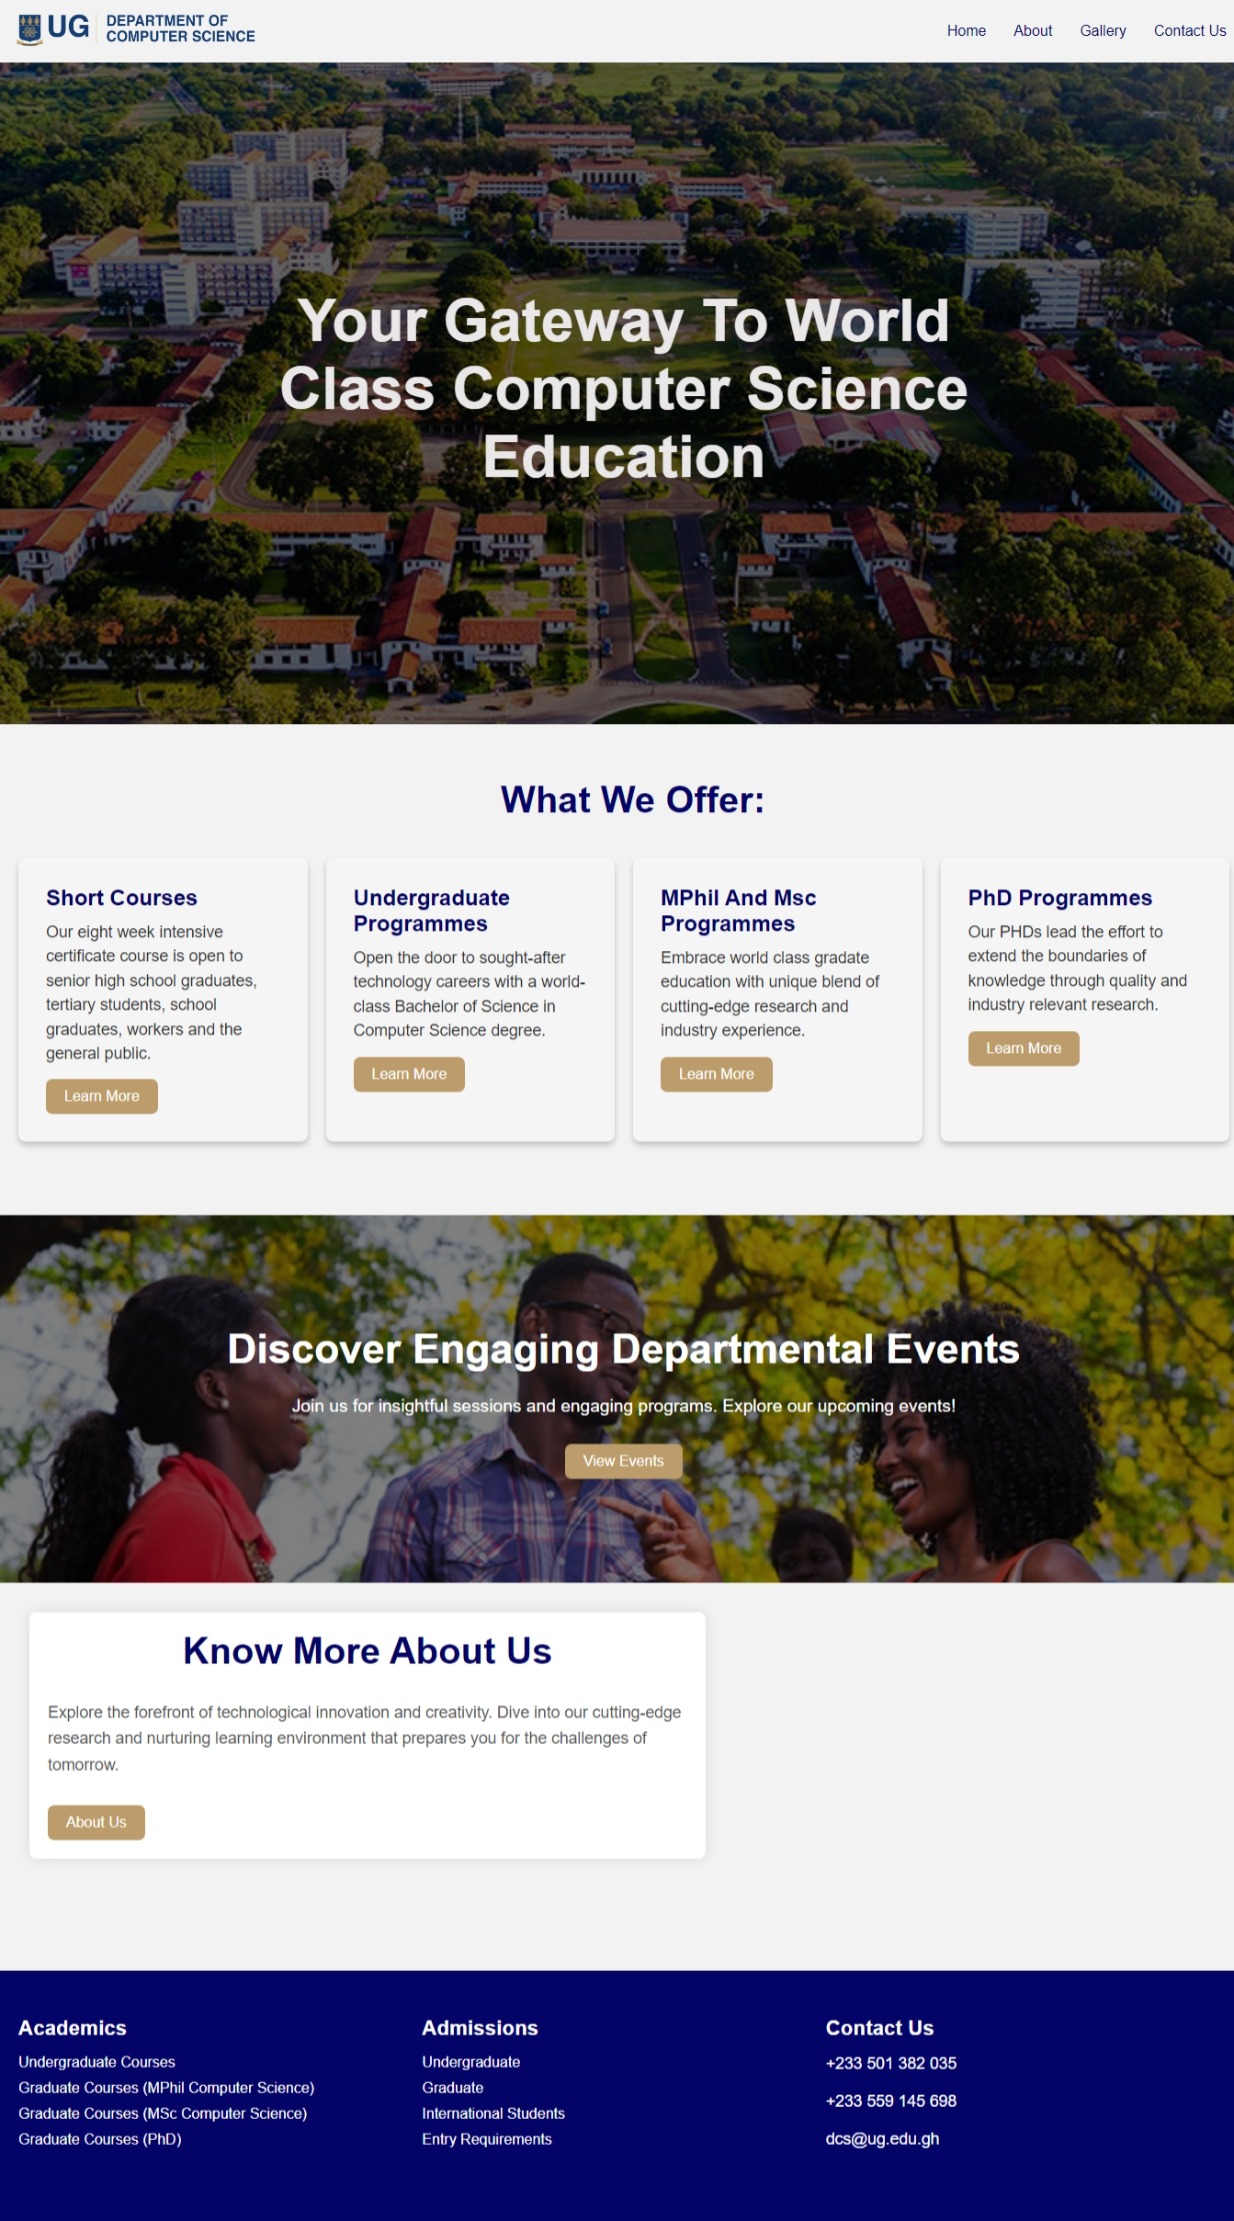 UG
DEPARTMENT OF
COMPUTER SCIENCE
Home About Gallery Contact Us
Your Gateway To World
Class Computer Science
Education
What We Offer:
Short Courses
Our eight week intensive
certificate course is open to
senior high school graduates,
tertiary students, school
graduates, workers and the
general public.
Learn More
Undergraduate
Programmes
Open the door to sought-after
technology careers with a world-
class Bachelor of Science in
Computer Science degree.
Learn More
MPhil And Msc
Programmes
Embrace world class gradate
education with unique blend of
cutting-edge research and
industry experience.
Learn More
PhD Programmes
Our PHDs lead the effort to
extend the boundaries of
knowledge through quality and
industry relevant research.
Learn More
Discover Engaging Departmental Events
Join us for insightful sessions and engaging programs. Explore our upcoming events!
View Events
Know More About Us
Explore the forefront of technological innovation and creativity. Dive into our cutting-edge
research and nurturing learning environment that prepares you for the challenges of
tomorrow.
About Us
Academics
Undergraduate Courses
Graduate Courses (MPhil Computer Science)
Graduate Courses (MSc Computer Science)
Graduate Courses (PhD)
Admissions
Undergraduate
Graduate
International Students
Entry Requirements
Contact Us
+233 501 382 035
+233 559 145 698
dcs@ug.edu.gh